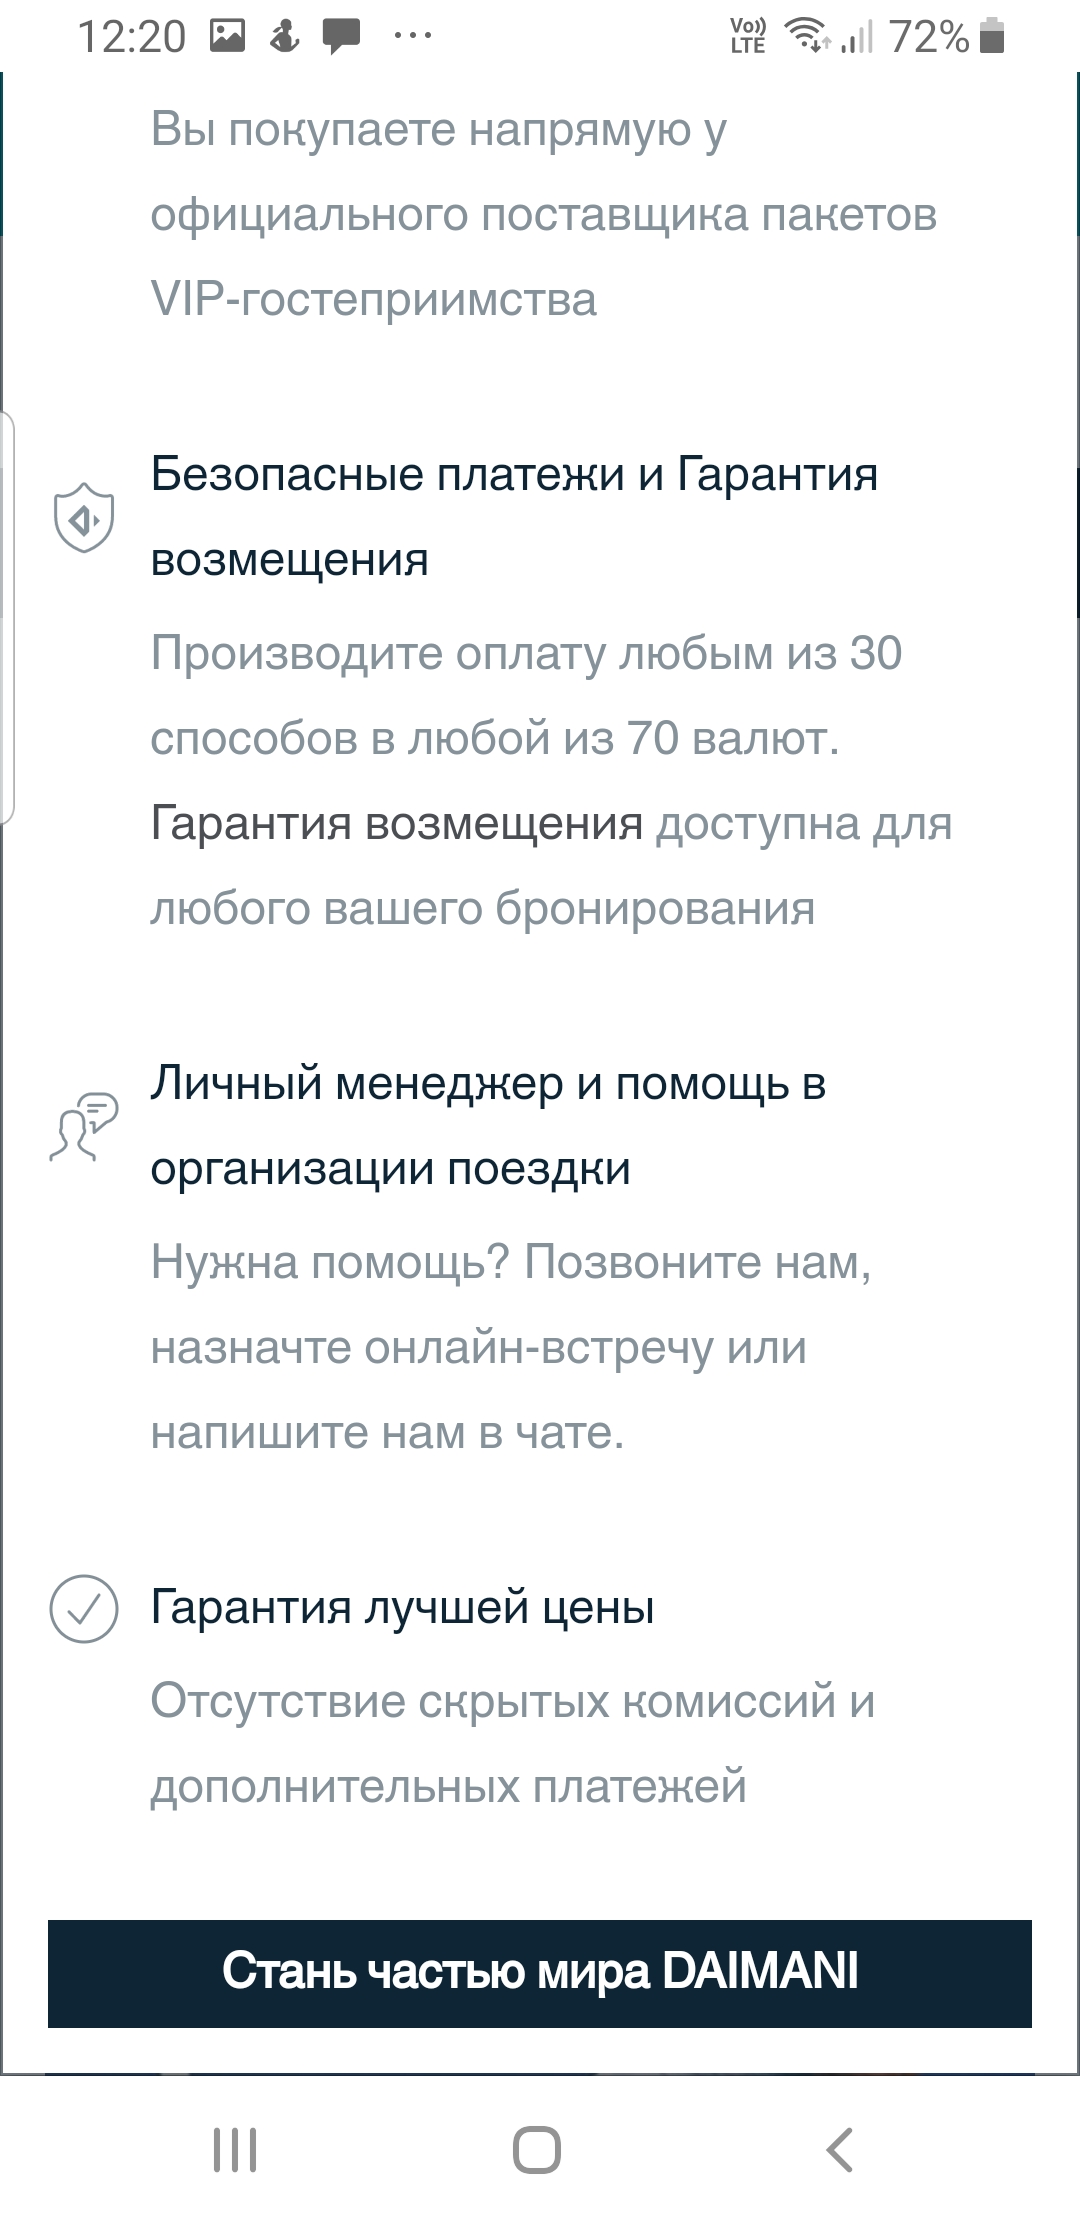 12:20
Vo)) LTE
72%
Вы покупаете напрямую у
официального поставщика пакетов
VIP-гостеприимства
Безопасные платежи и Гарантия
возмещения
Производите оплату любым из 30
способов в любой из 70 валют.
Гарантия возмещения доступна для
любого вашего бронирования
Личный менеджер и помощь в
организации поездки
Нужна помощь? Позвоните нам,
назначте онлайн-встречу или
напишите нам в чате.
Гарантия лучшей цены
Отсутствие скрытых комиссий и
дополнительных платежей
Стань частью мира DAIMANI